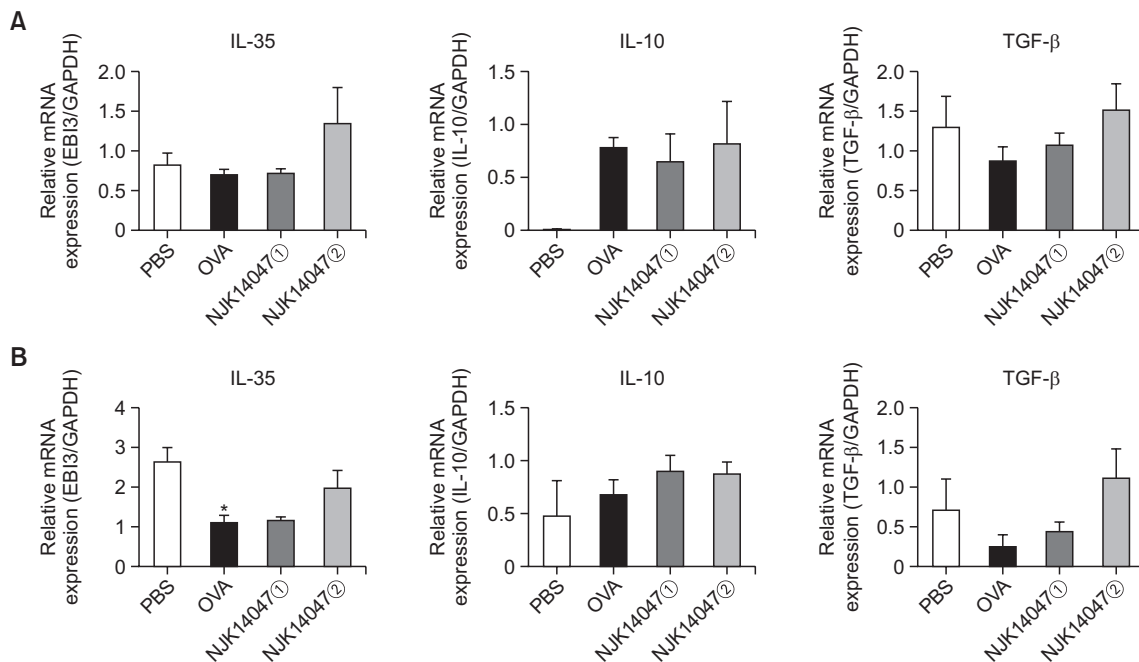 A
IL-35
Relative mRNA
expression (EBI3/GAPDH)
2.0
1.5
1.0
0.5
0
PBS
OVA
NJK14047①
NJK14047②
IL-10
Relative mRNA
expression (IL-10/GAPDH)
1.5
1.0
0.5
0
PBS
OVA
NJK14047①
NJK14047②
TGF-β
Relative mRNA
expression (TGF-β/GAPDH)
2.0
1.5
1.0
0.5
0
PBS
OVA
NJK14047①
NJK14047②
B
IL-35
Relative mRNA
expression (EBI3/GAPDH)
4
3
2
1
0
*
PBS
OVA
NJK14047①
NJK14047②
IL-10
Relative mRNA
expression (IL-10/GAPDH)
1.5
1.0
0.5
0
PBS
OVA
NJK14047①
NJK14047②
TGF-β
Relative mRNA
expression (TGF-β/GAPDH)
2.0
1.5
1.0
0.5
0
PBS
OVA
NJK14047①
NJK14047②